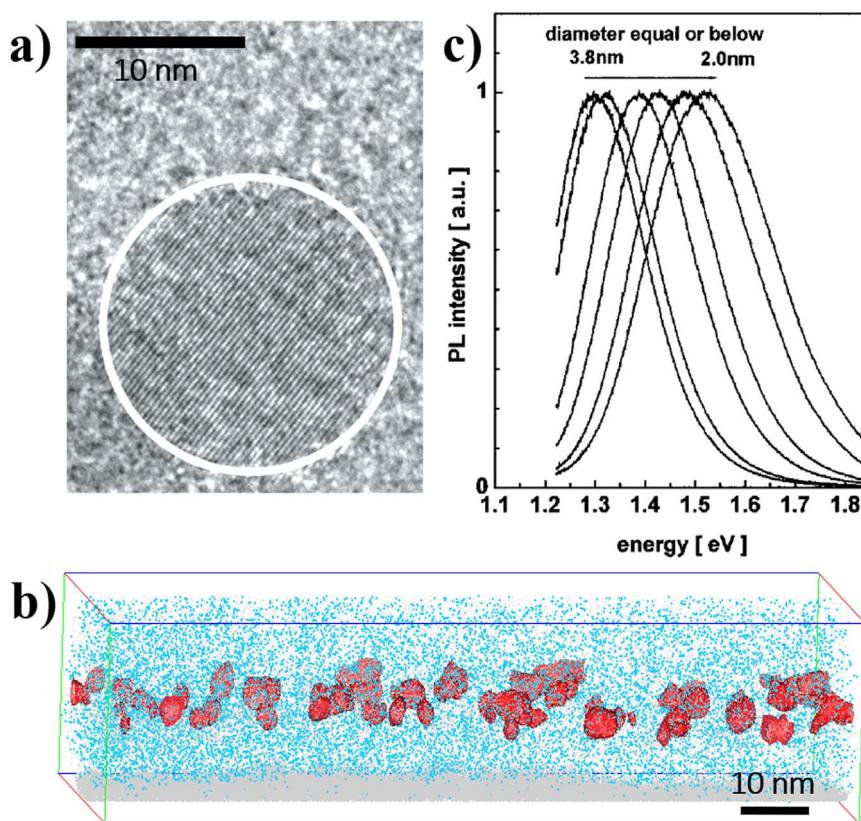 a)
10 nm
c)
diameter equal or below
3.8nm 2.0nm
1
PL intensity [ a.u. ]
0
1.1 1.2 1.3 1.4 1.5 1.6 1.7 1.8
energy [ eV ]
b)
10 nm